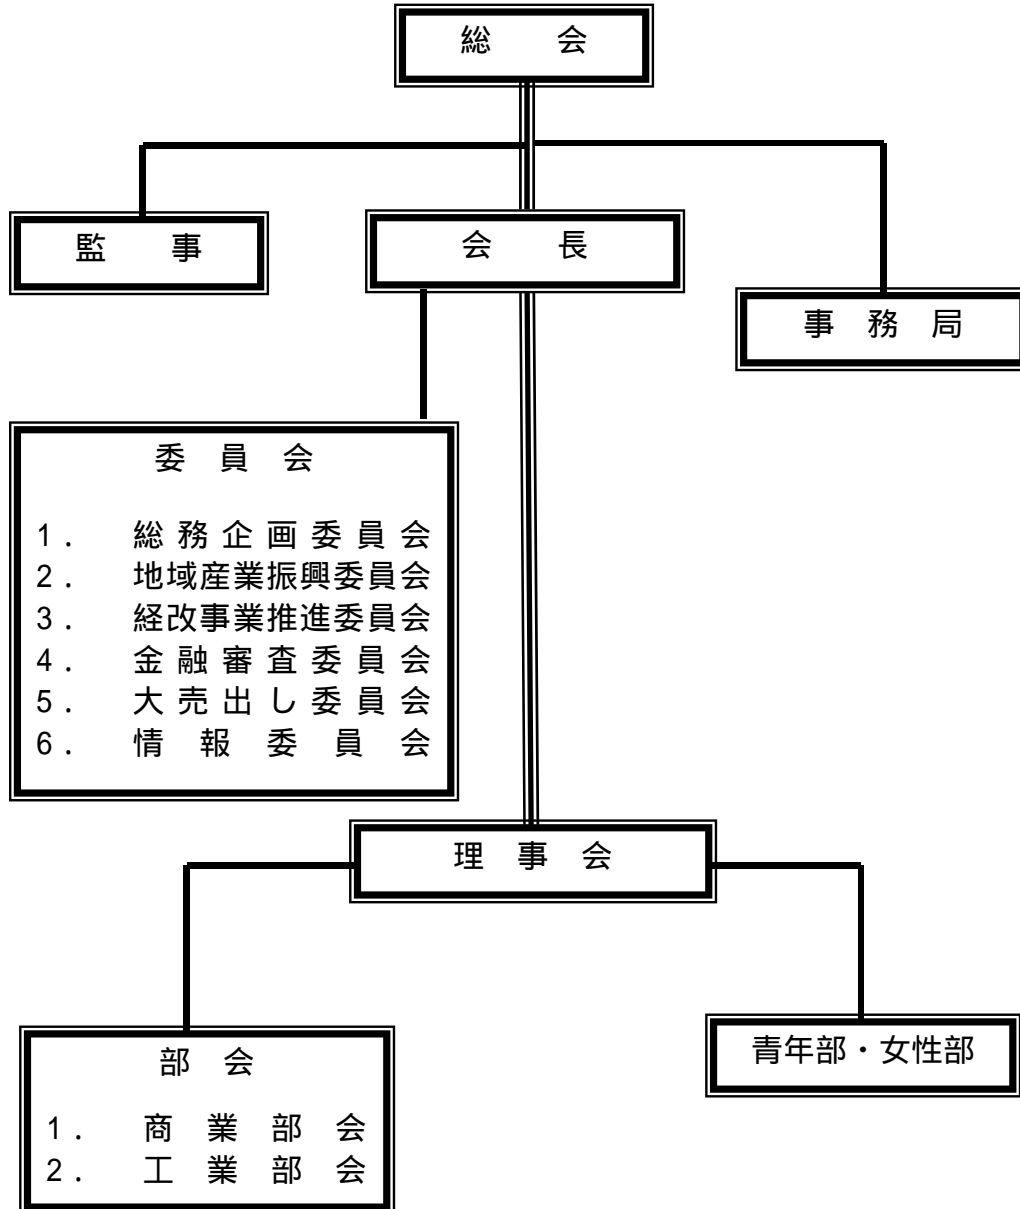 総　会
監　事
会　長
事　務　局
委　員　会
1．　総務企画委員会
2．　地域産業振興委員会
3．　経改事業推進委員会
4．　金融審査委員会
5．　大売出し委員会
6．　情報委員会
理　事　会
部　会
1．　商業部会
2．　工業部会
青年部・女性部